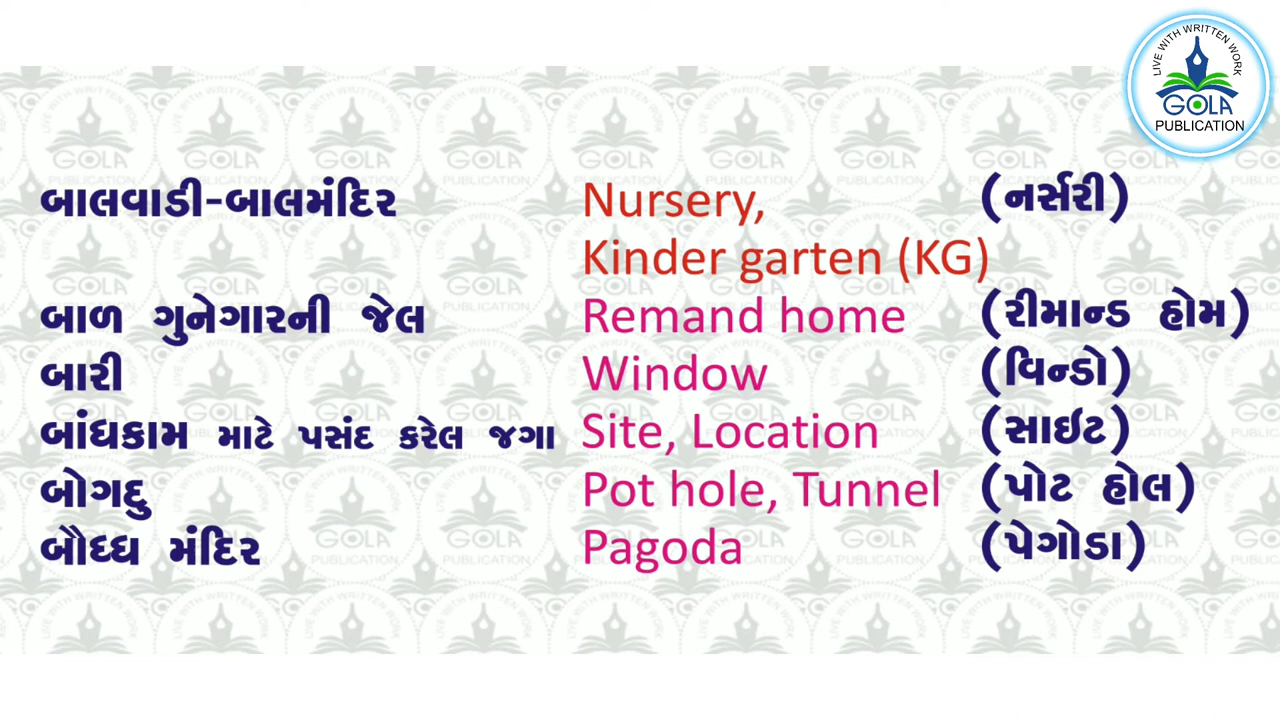 LIVE WITH WRITTEN WORK
GOLA
PUBLICATION
બાલવાડી-બાલમંદિર Nursery, (નર્સરી)
Kinder garten (KG)
બાળ ગુનેગારની જેલ Remand home (રીમાન્ડ હોમ)
બારી Window (વિન્ડો)
બાંધકામ માટે પસંદ કરેલ જગા Site, Location (સાઇટ)
બોગદુ Pot hole, Tunnel (પોટ હોલ)
બૌધ્ધ મંદિર Pagoda (પેગોડા)